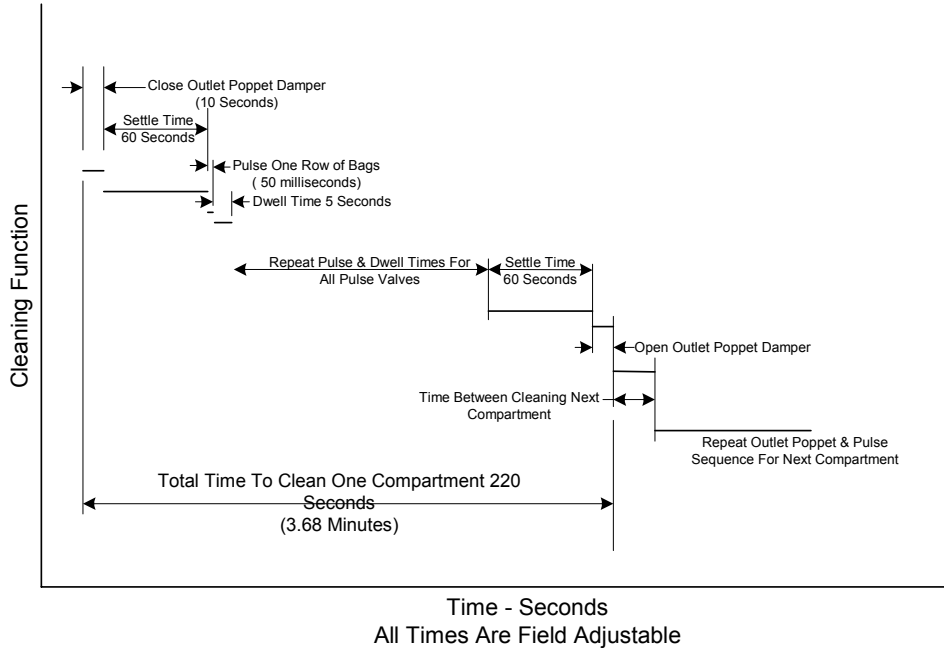 Close Outlet Poppet Damper
(10 Seconds)
Settle Time
60 Seconds
Pulse One Row of Bags
( 50 milliseconds)
Dwell Time 5 Seconds
Repeat Pulse & Dwell Times For
All Pulse Valves
Settle Time
60 Seconds
Open Outlet Poppet Damper
Time Between Cleaning Next
Compartment
Repeat Outlet Poppet & Pulse
Sequence For Next Compartment
Total Time To Clean One Compartment 220
Seconds
(3.68 Minutes)
Cleaning Function
Time - Seconds
All Times Are Field Adjustable